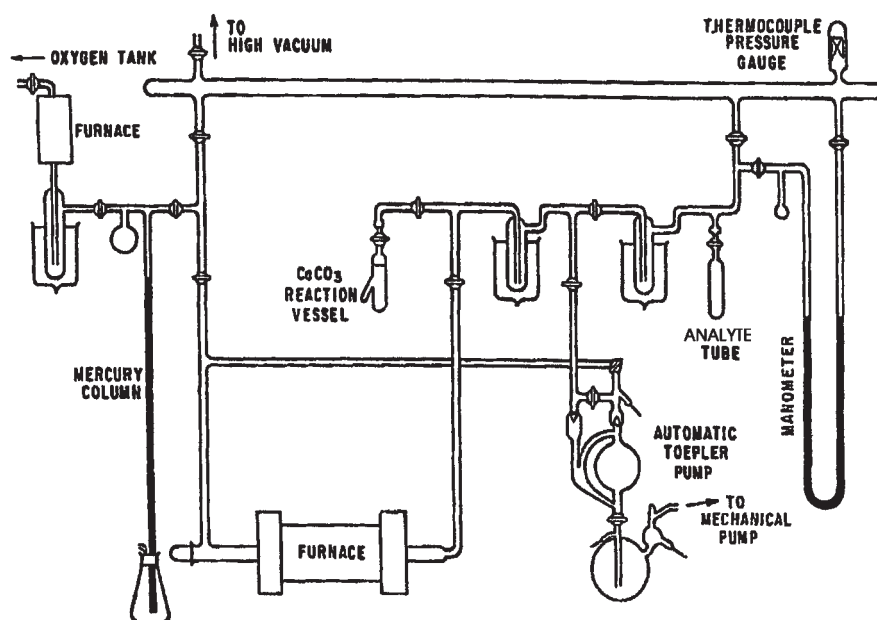 TO
HIGH VACUUM
OXYGEN TANK
THERMOCOUPLE
PRESSURE
GAUGE
FURNACE
CaCO3
REACTION
VESSEL
ANALYTE
TUBE
MERCURY
COLUMN
MANOMETER
AUTOMATIC
TOEPLER
PUMP
TO
MECHANICAL
PUMP
FURNACE